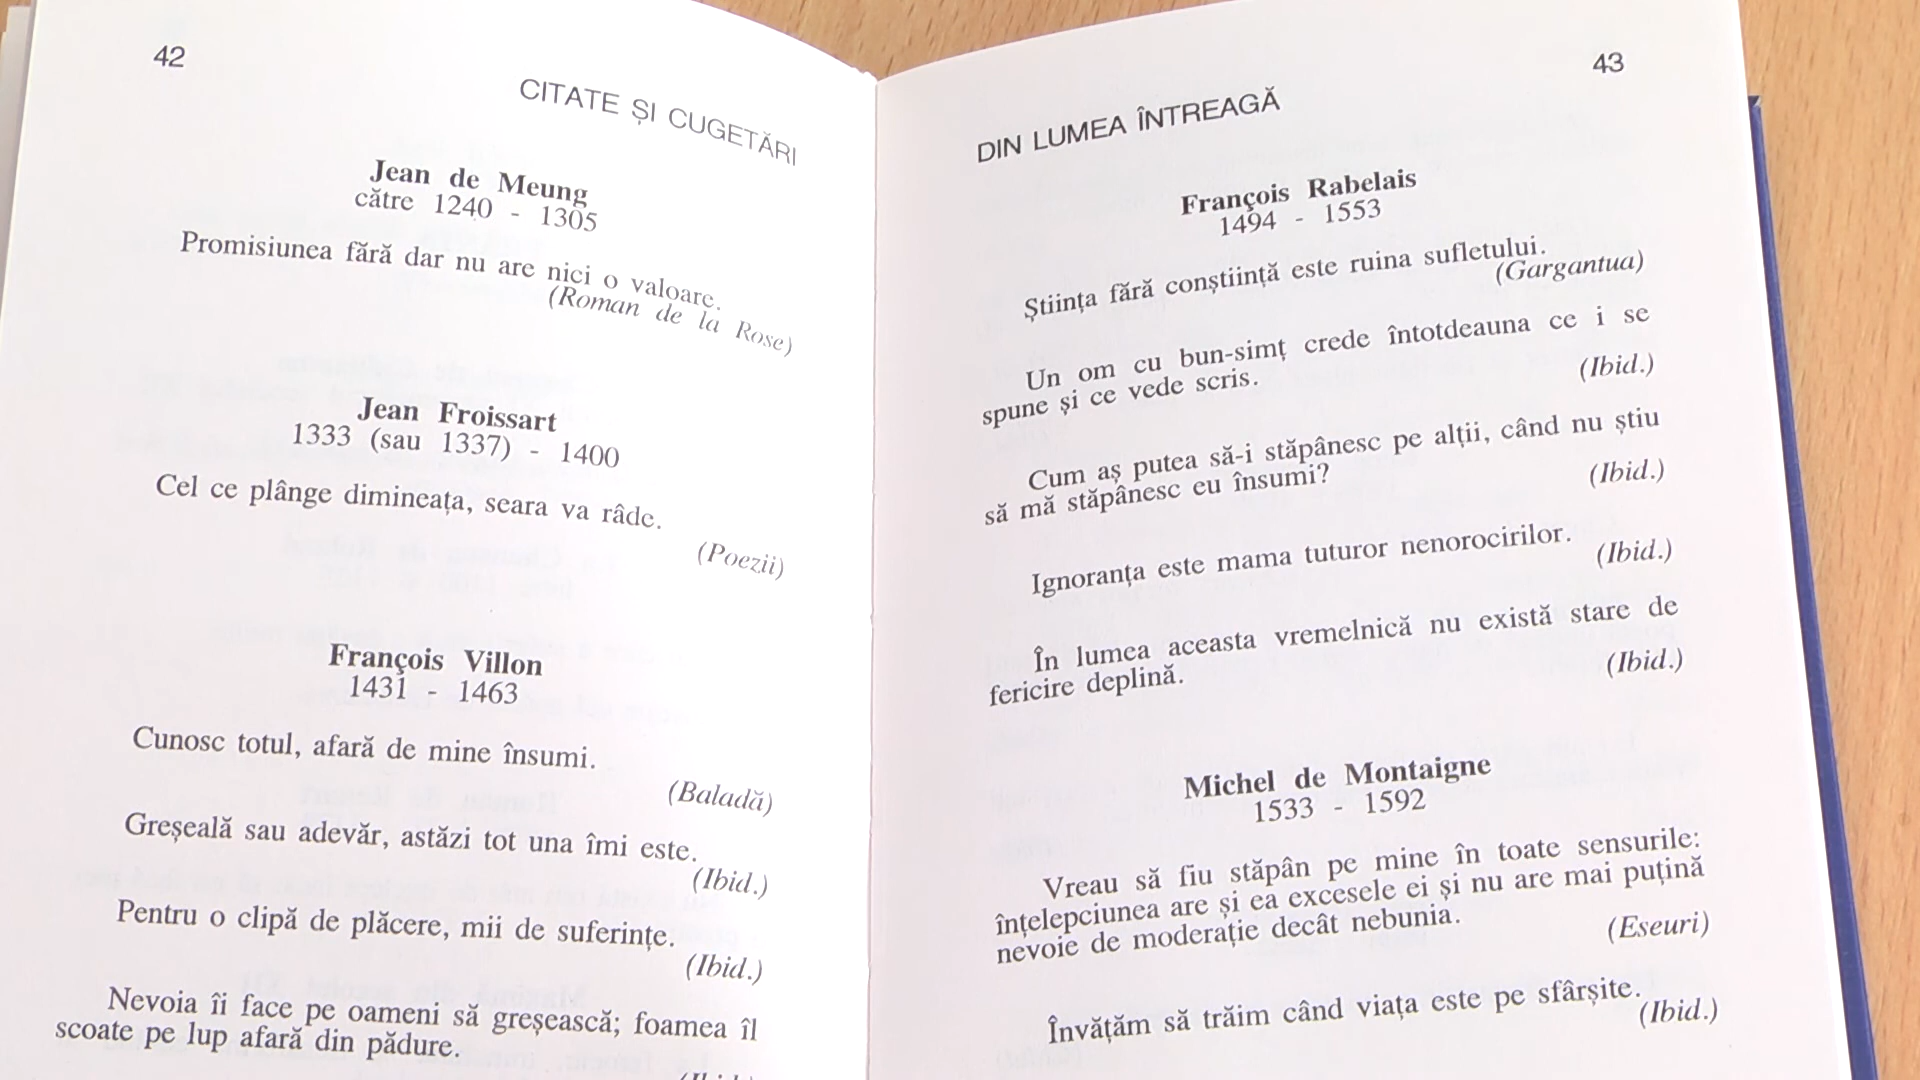 42
CITATE ȘI CUGETĂRI
Jean de Meung
către 1240 - 1305
Promisiunea fără dar nu are nici o valoare.
(Roman de la Rose)
Jean Froissart
1333 (sau 1337) - 1400
Cel ce plânge dimineața, seara va râde.
(Poezii)
François Villon
1431 - 1463
Cunosc totul, afară de mine însumi.
(Baladă)
Greșeală sau adevăr, astăzi tot una îmi este.
(Ibid.)
Pentru o clipă de plăcere, mii de suferințe.
(Ibid.)
Nevoia îi face pe oameni să greșească; foamea îl
scoate pe lup afară din pădure.
43
DIN LUMEA ÎNTREAGĂ
François Rabelais
1494 - 1553
Știința fără conștiință este ruina sufletului.
(Gargantua)
Un om cu bun-simț crede întotdeauna ce i se
spune și ce vede scris.
(Ibid.)
Cum aș putea să-i stăpânesc pe alții, când nu știu
să mă stăpânesc eu însumi?
(Ibid.)
Ignoranța este mama tuturor nenorocirilor.
(Ibid.)
În lumea aceasta vremelnică nu există stare de
fericire deplină.
(Ibid.)
Michel de Montaigne
1533 - 1592
Vreau să fiu stăpân pe mine în toate sensurile:
înțelepciunea are și ea excesele ei și nu are mai puțină
nevoie de moderație decât nebunia.
(Eseuri)
Învățăm să trăim când viața este pe sfârșite.
(Ibid.)